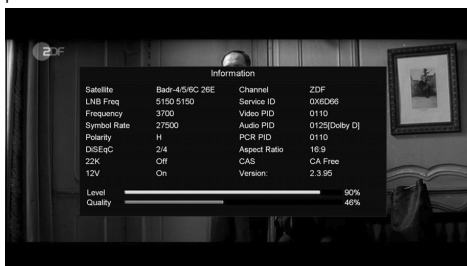 ZDF
Information
Satellite Badr-4/5/6C 26E Channel ZDF
LNB Freq 5150 5150 Service ID 0X6D66
Frequency 3700 Video PID 0110
Symbol Rate 27500 Audio PID 0125[Dolby D]
Polarity H PCR PID 0110
DiSEqC 2/4 Aspect Ratio 16:9
22K Off CAS CA Free
12V On Version: 2.3.95
Level 90%
Quality 46%